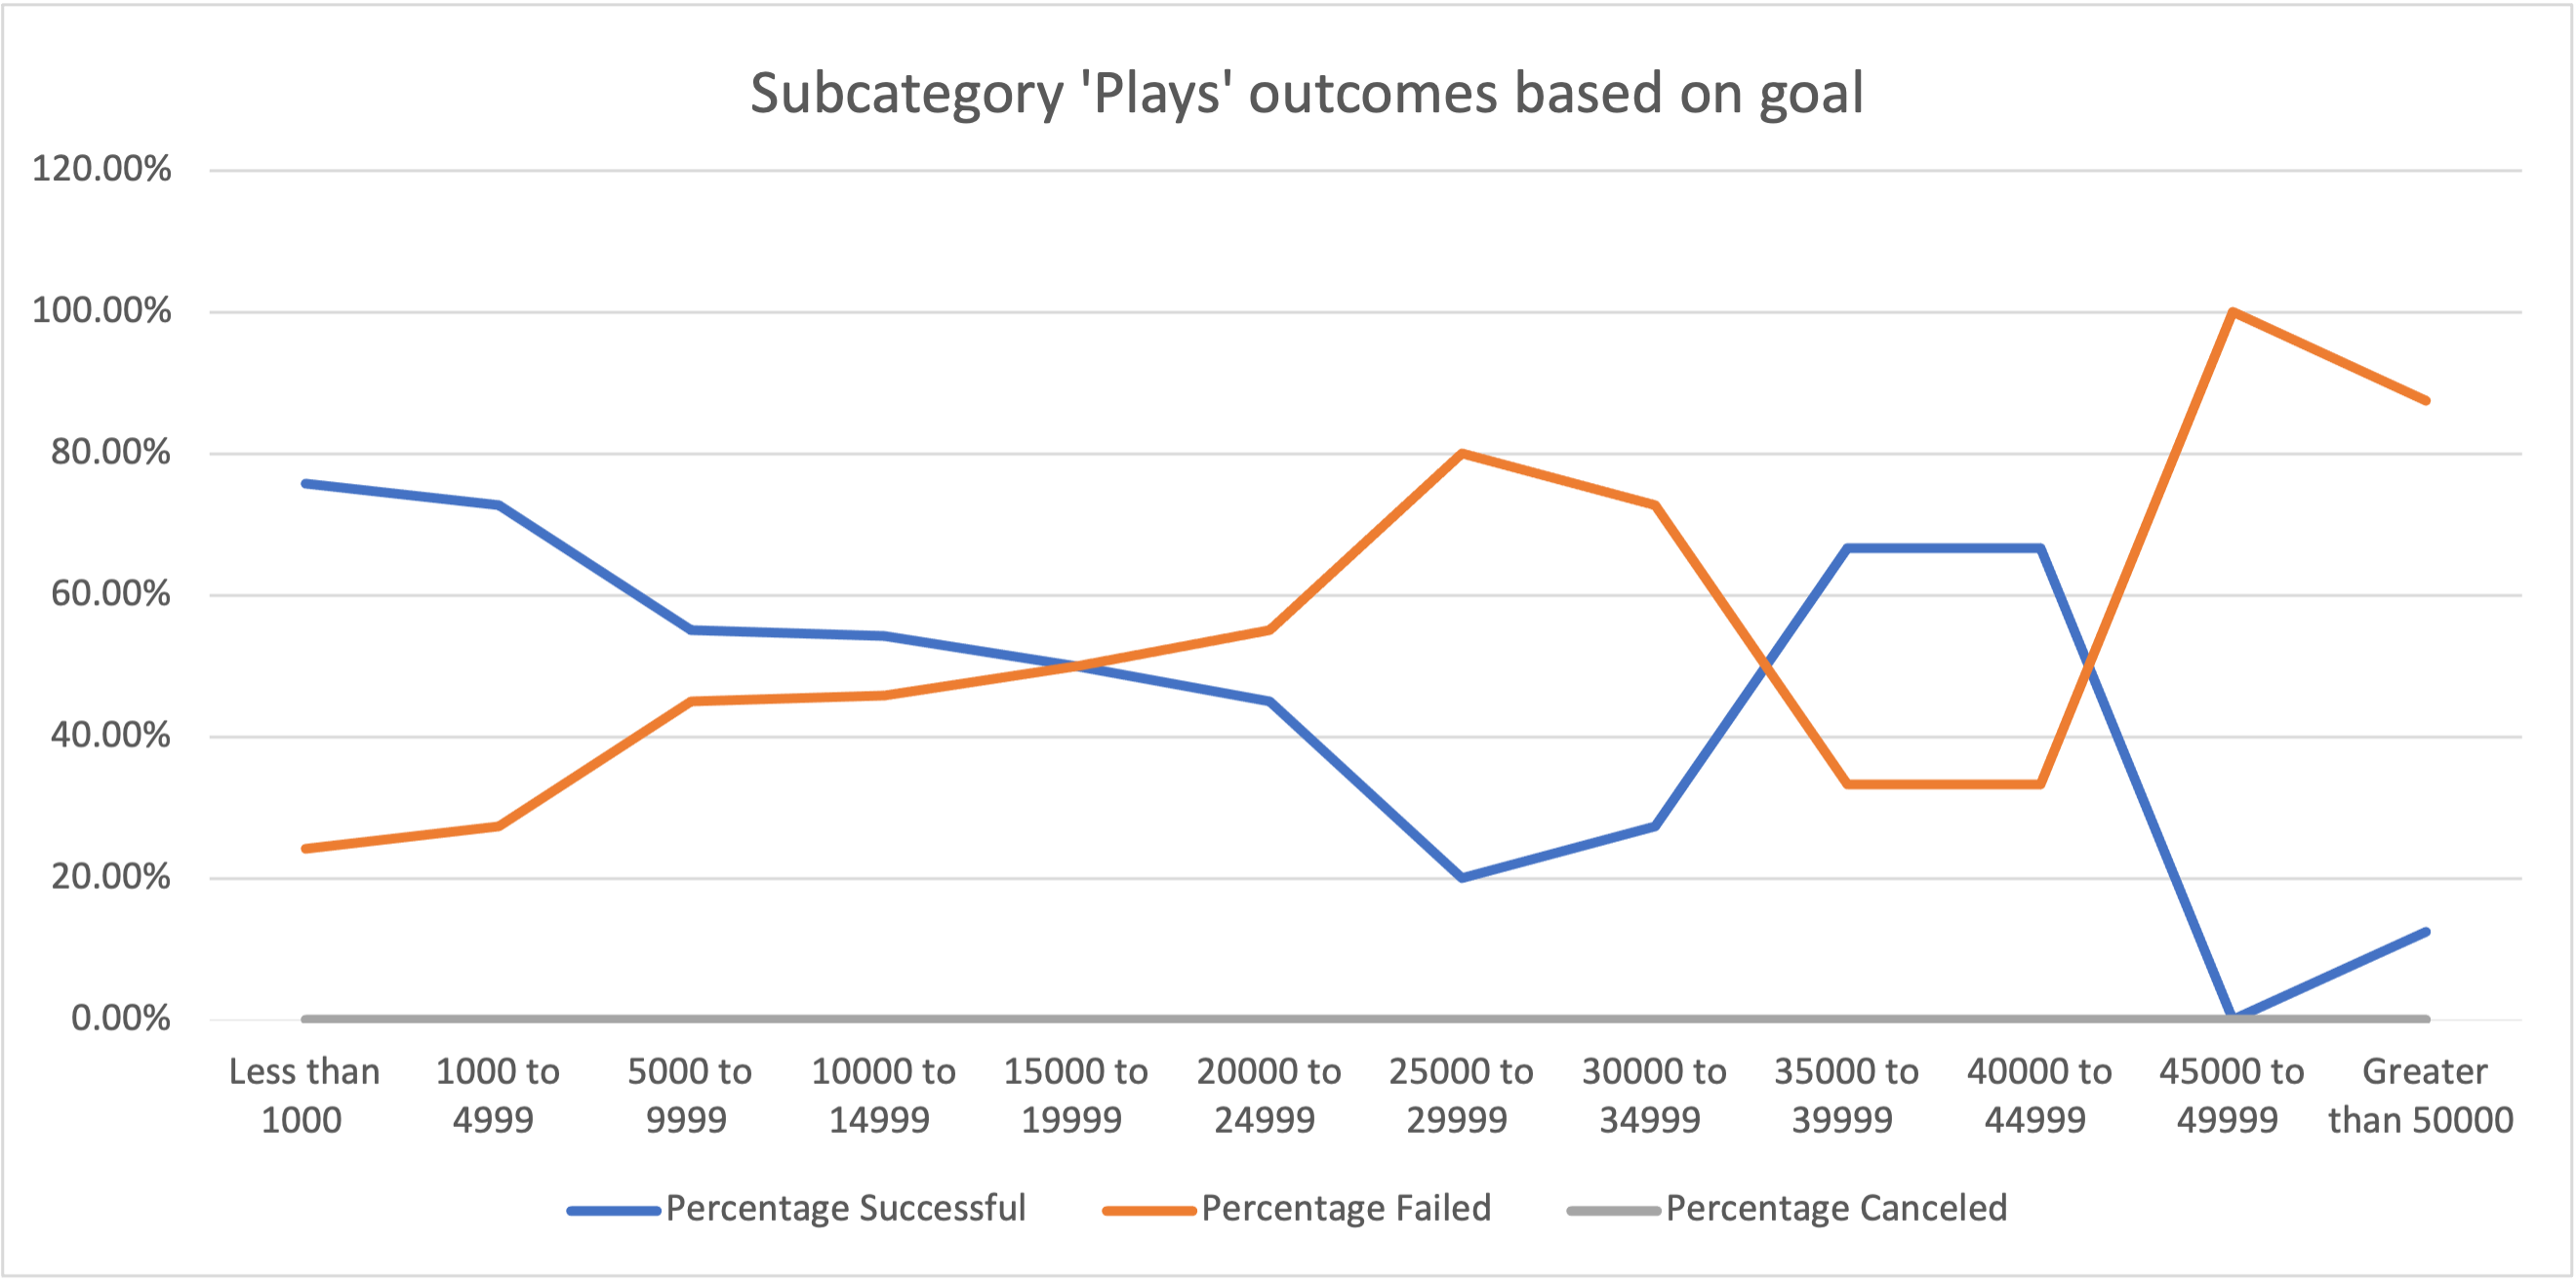 Subcategory 'Plays' outcomes based on goal
120.00%
100.00%
80.00%
60.00%
40.00%
20.00%
0.00%
Less than
1000
1000 to
4999
5000 to
9999
10000 to
14999
15000 to
19999
20000 to
24999
25000 to
29999
30000 to
34999
35000 to
39999
40000 to
44999
45000 to
49999
Greater
than 50000
Percentage Successful
Percentage Failed
Percentage Canceled